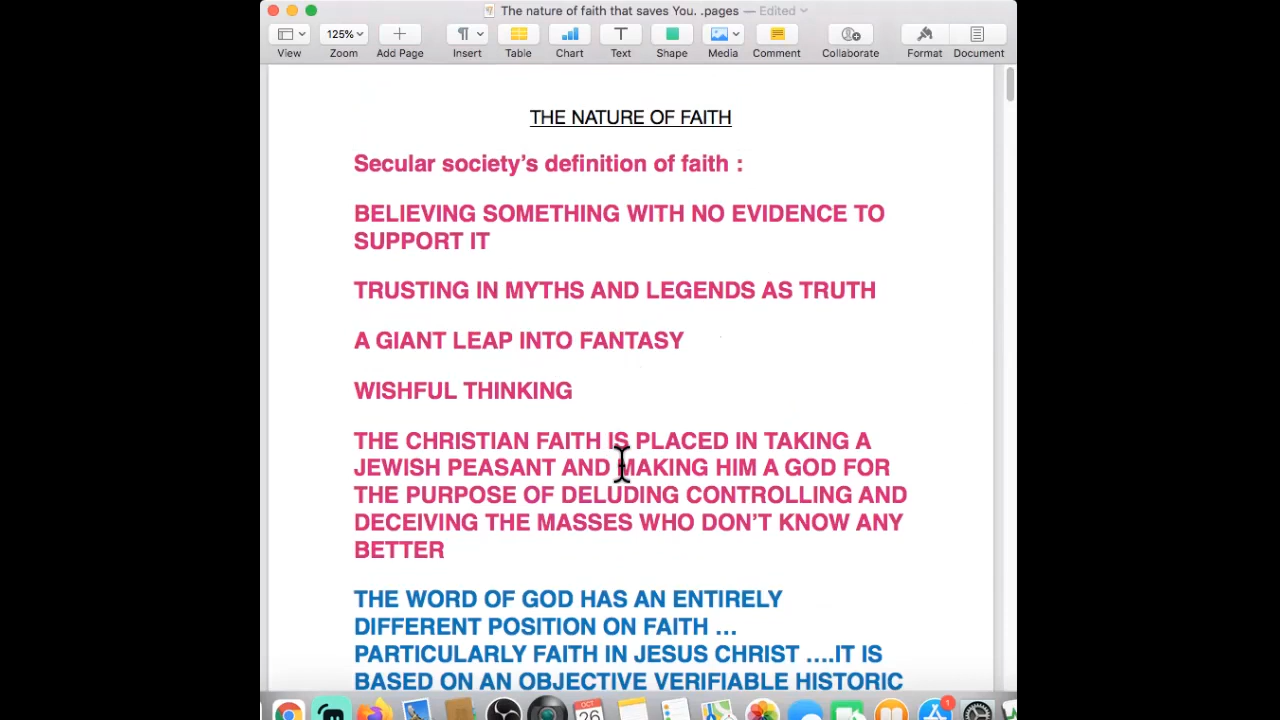 The nature of faith that saves You. .pages — Edited
125%
View Zoom Add Page Insert Table Chart Text Shape Media Comment Collaborate Format Document
THE NATURE OF FAITH
Secular society's definition of faith :
BELIEVING SOMETHING WITH NO EVIDENCE TO
SUPPORT IT
TRUSTING IN MYTHS AND LEGENDS AS TRUTH
A GIANT LEAP INTO FANTASY
WISHFUL THINKING
THE CHRISTIAN FAITH IS PLACED IN TAKING A
JEWISH PEASANT AND MAKING HIM A GOD FOR
THE PURPOSE OF DELUDING CONTROLLING AND
DECEIVING THE MASSES WHO DON'T KNOW ANY
BETTER
THE WORD OF GOD HAS AN ENTIRELY
DIFFERENT POSITION ON FAITH …
PARTICULARLY FAITH IN JESUS CHRIST ….IT IS
BASED ON AN OBJECTIVE VERIFIABLE HISTORIC
OCT
26
1